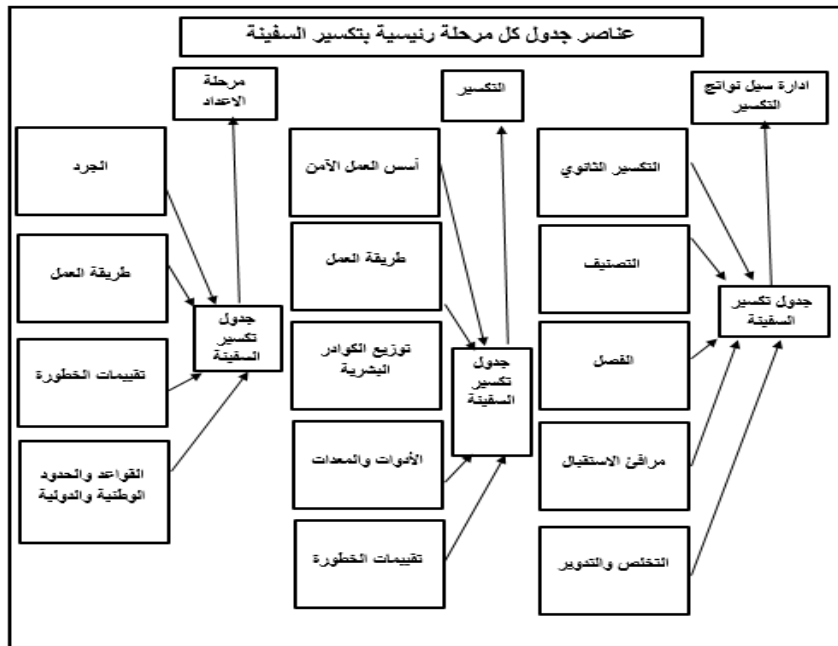 عناصر جدول كل مرحلة رئيسية بتكسير السفينة
ادارة سيل نواتج
التكسير
التكسير الثانوي
التصنيف
جدول تكسير
السفينة
الفصل
مرافئ الاستقبال
التخلص والتدوير
التكسير
أسس العمل الآمن
طريقة العمل
توزيع الكوادر
البشرية
جدول
تكسير
السفينة
الأدوات والمعدات
تقييمات الخطورة
مرحلة
الاعداد
الجرد
طريقة العمل
جدول
تكسير
السفينة
تقييمات الخطورة
القواعد والحدود
الوطنية والدولية